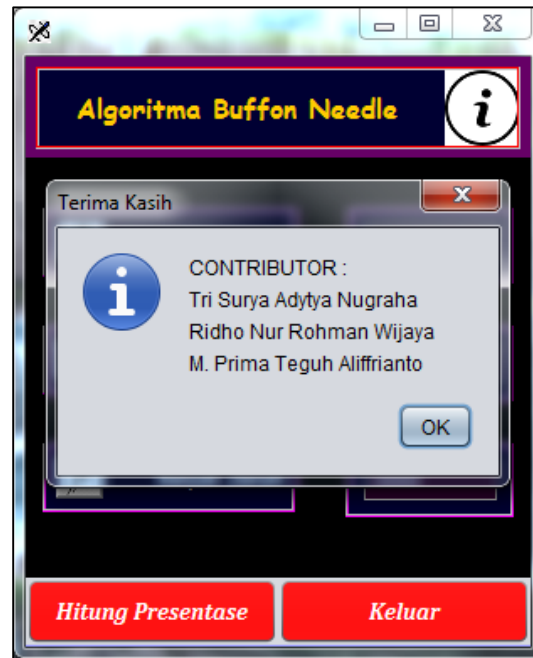 Algoritma Buffon Needle
Terima Kasih
CONTRIBUTOR :
Tri Surya Adytya Nugraha
Ridho Nur Rohman Wijaya
M. Prima Teguh Aliffrianto
OK
Hitung Presentase
Keluar